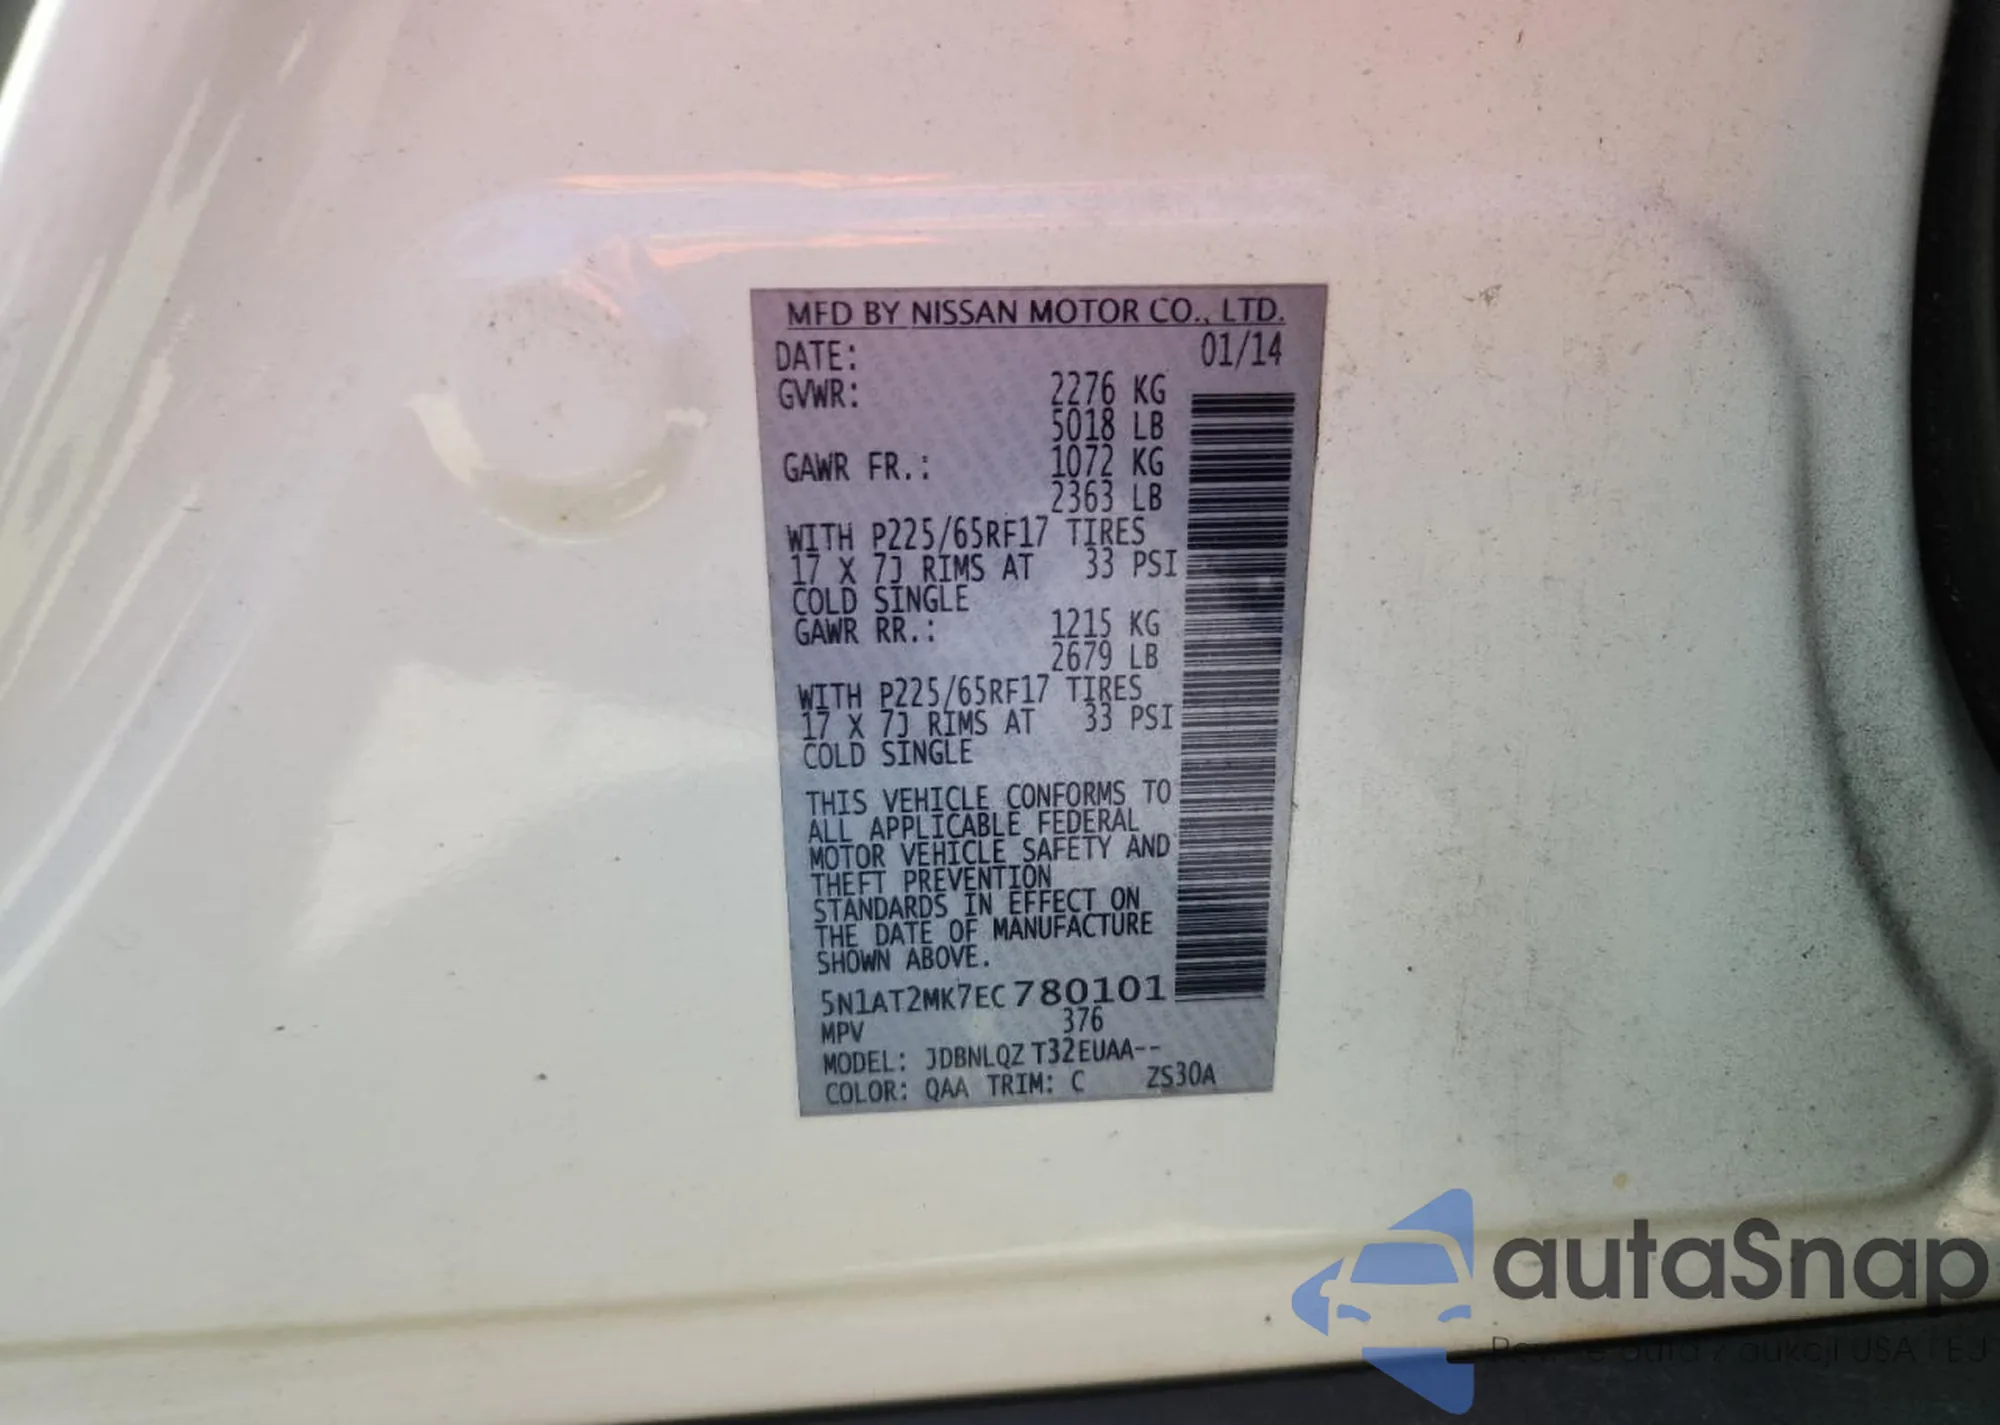 MFD BY NISSAN MOTOR CO., LTD.
DATE: 01/14
GVWR: 2276 KG
5018 LB
GAWR FR.: 1072 KG
2363 LB
WITH P225/65RF17 TIRES
17 X 7J RIMS AT 33 PSI
COLD SINGLE
GAWR RR.: 1215 KG
2679 LB
WITH P225/65RF17 TIRES
17 X 7J RIMS AT 33 PSI
COLD SINGLE
THIS VEHICLE CONFORMS TO
ALL APPLICABLE FEDERAL
MOTOR VEHICLE SAFETY AND
THEFT PREVENTION
STANDARDS IN EFFECT ON
THE DATE OF MANUFACTURE
SHOWN ABOVE.
5N1AT2MK7EC780101
MPV 376
MODEL: JDBNLQZ T32EUAA--
COLOR: QAA TRIM: C ZS30A
autaSnap
auta z aukcji USA i EU